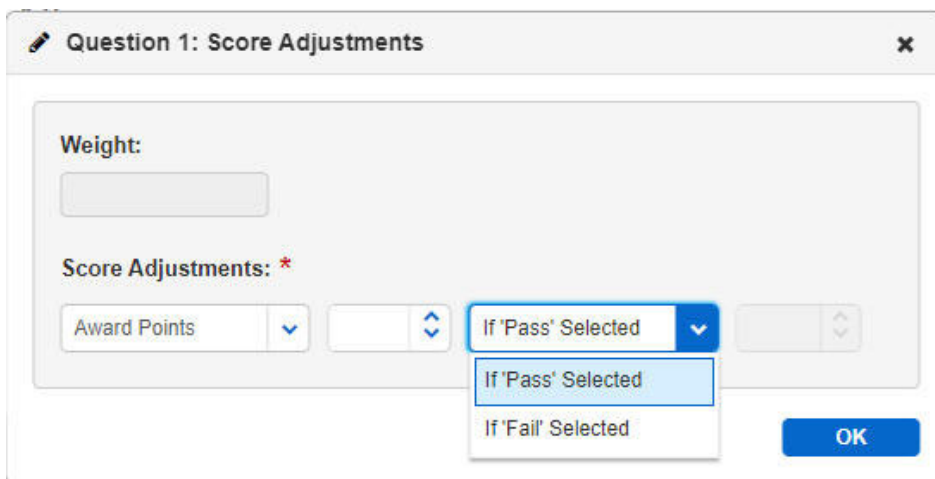 Question 1: Score Adjustments
Weight:
Score Adjustments: *
Award Points If 'Pass' Selected
If 'Pass' Selected
If 'Fail' Selected
OK